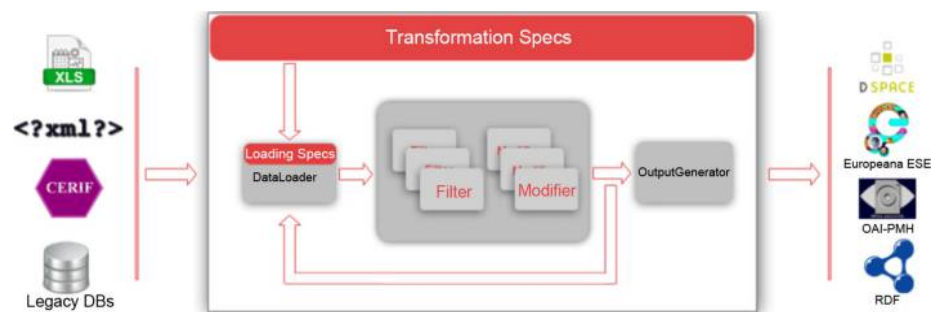 Transformation Specs
XLS
<?xml?>
CERIF
Legacy DBs
Loading Specs
DataLoader
Filter
Modifier
OutputGenerator
DSPACE
Europeana ESE
OAI-PMH
RDF